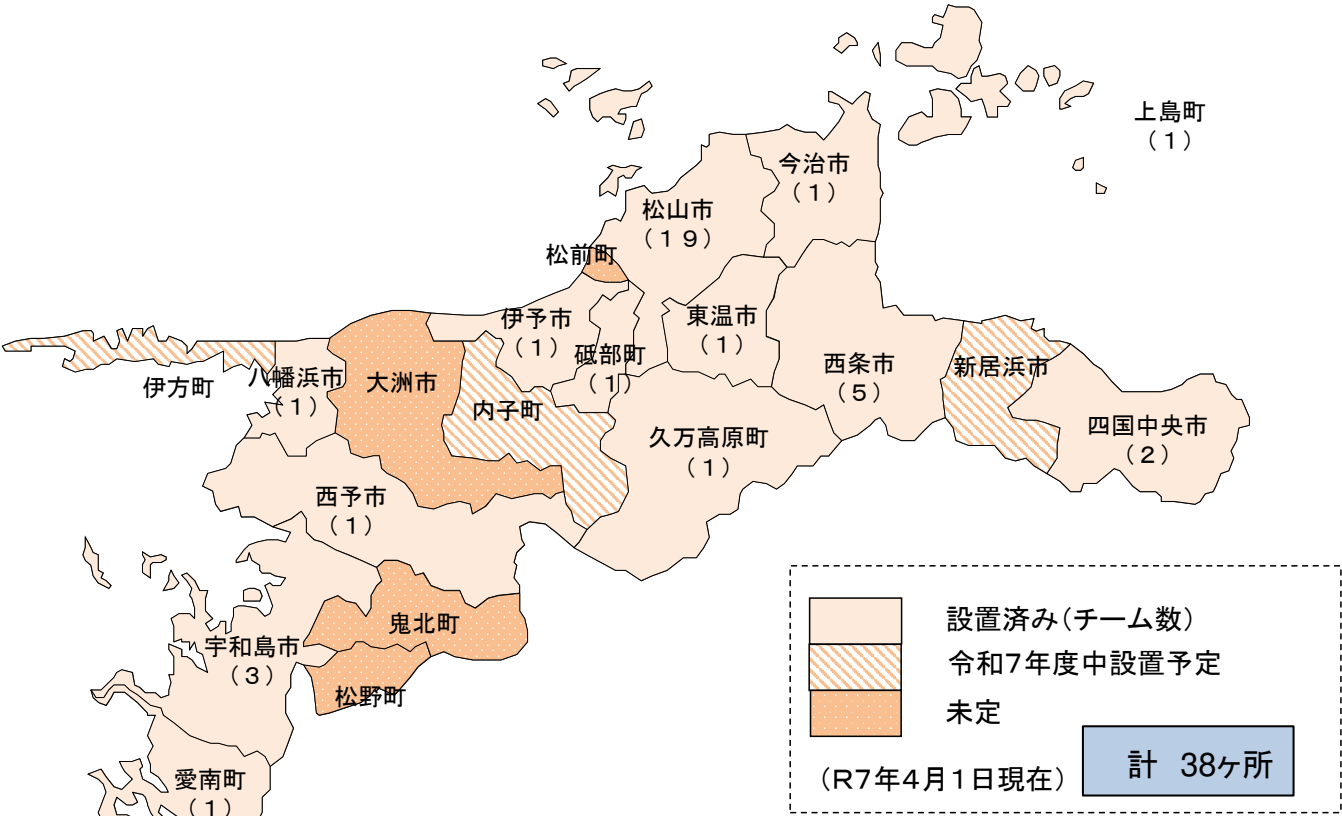 上島町
（１）
今治市
（１）
松山市
（１９）
松前町
伊予市
（１）
砥部町
（１）
東温市
（１）
西条市
（５）
新居浜市
四国中央市
（２）
伊方町
八幡浜市
（１）
大洲市
内子町
久万高原町
（１）
西予市
（１）
鬼北町
宇和島市
（３）
松野町
愛南町
（１）
設置済み（チーム数）
令和７年度中設置予定
未定
（R７年４月１日現在）
計　38ヶ所